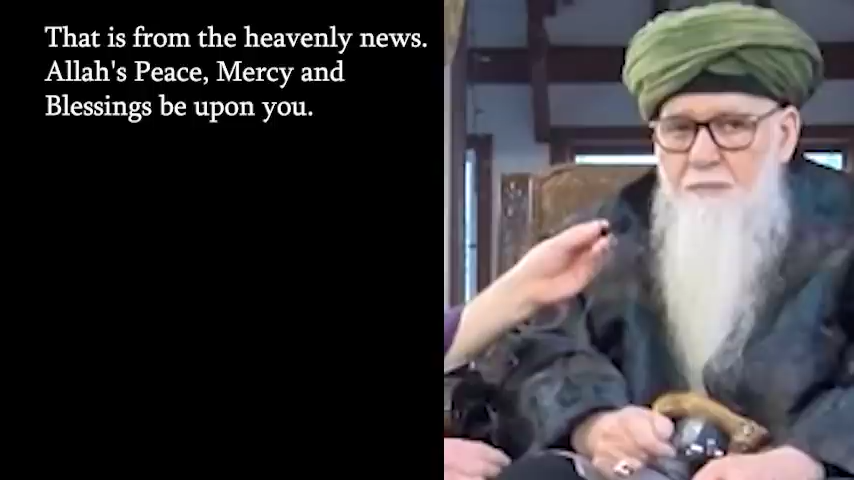 That is from the heavenly news.
Allah's Peace, Mercy and
Blessings be upon you.